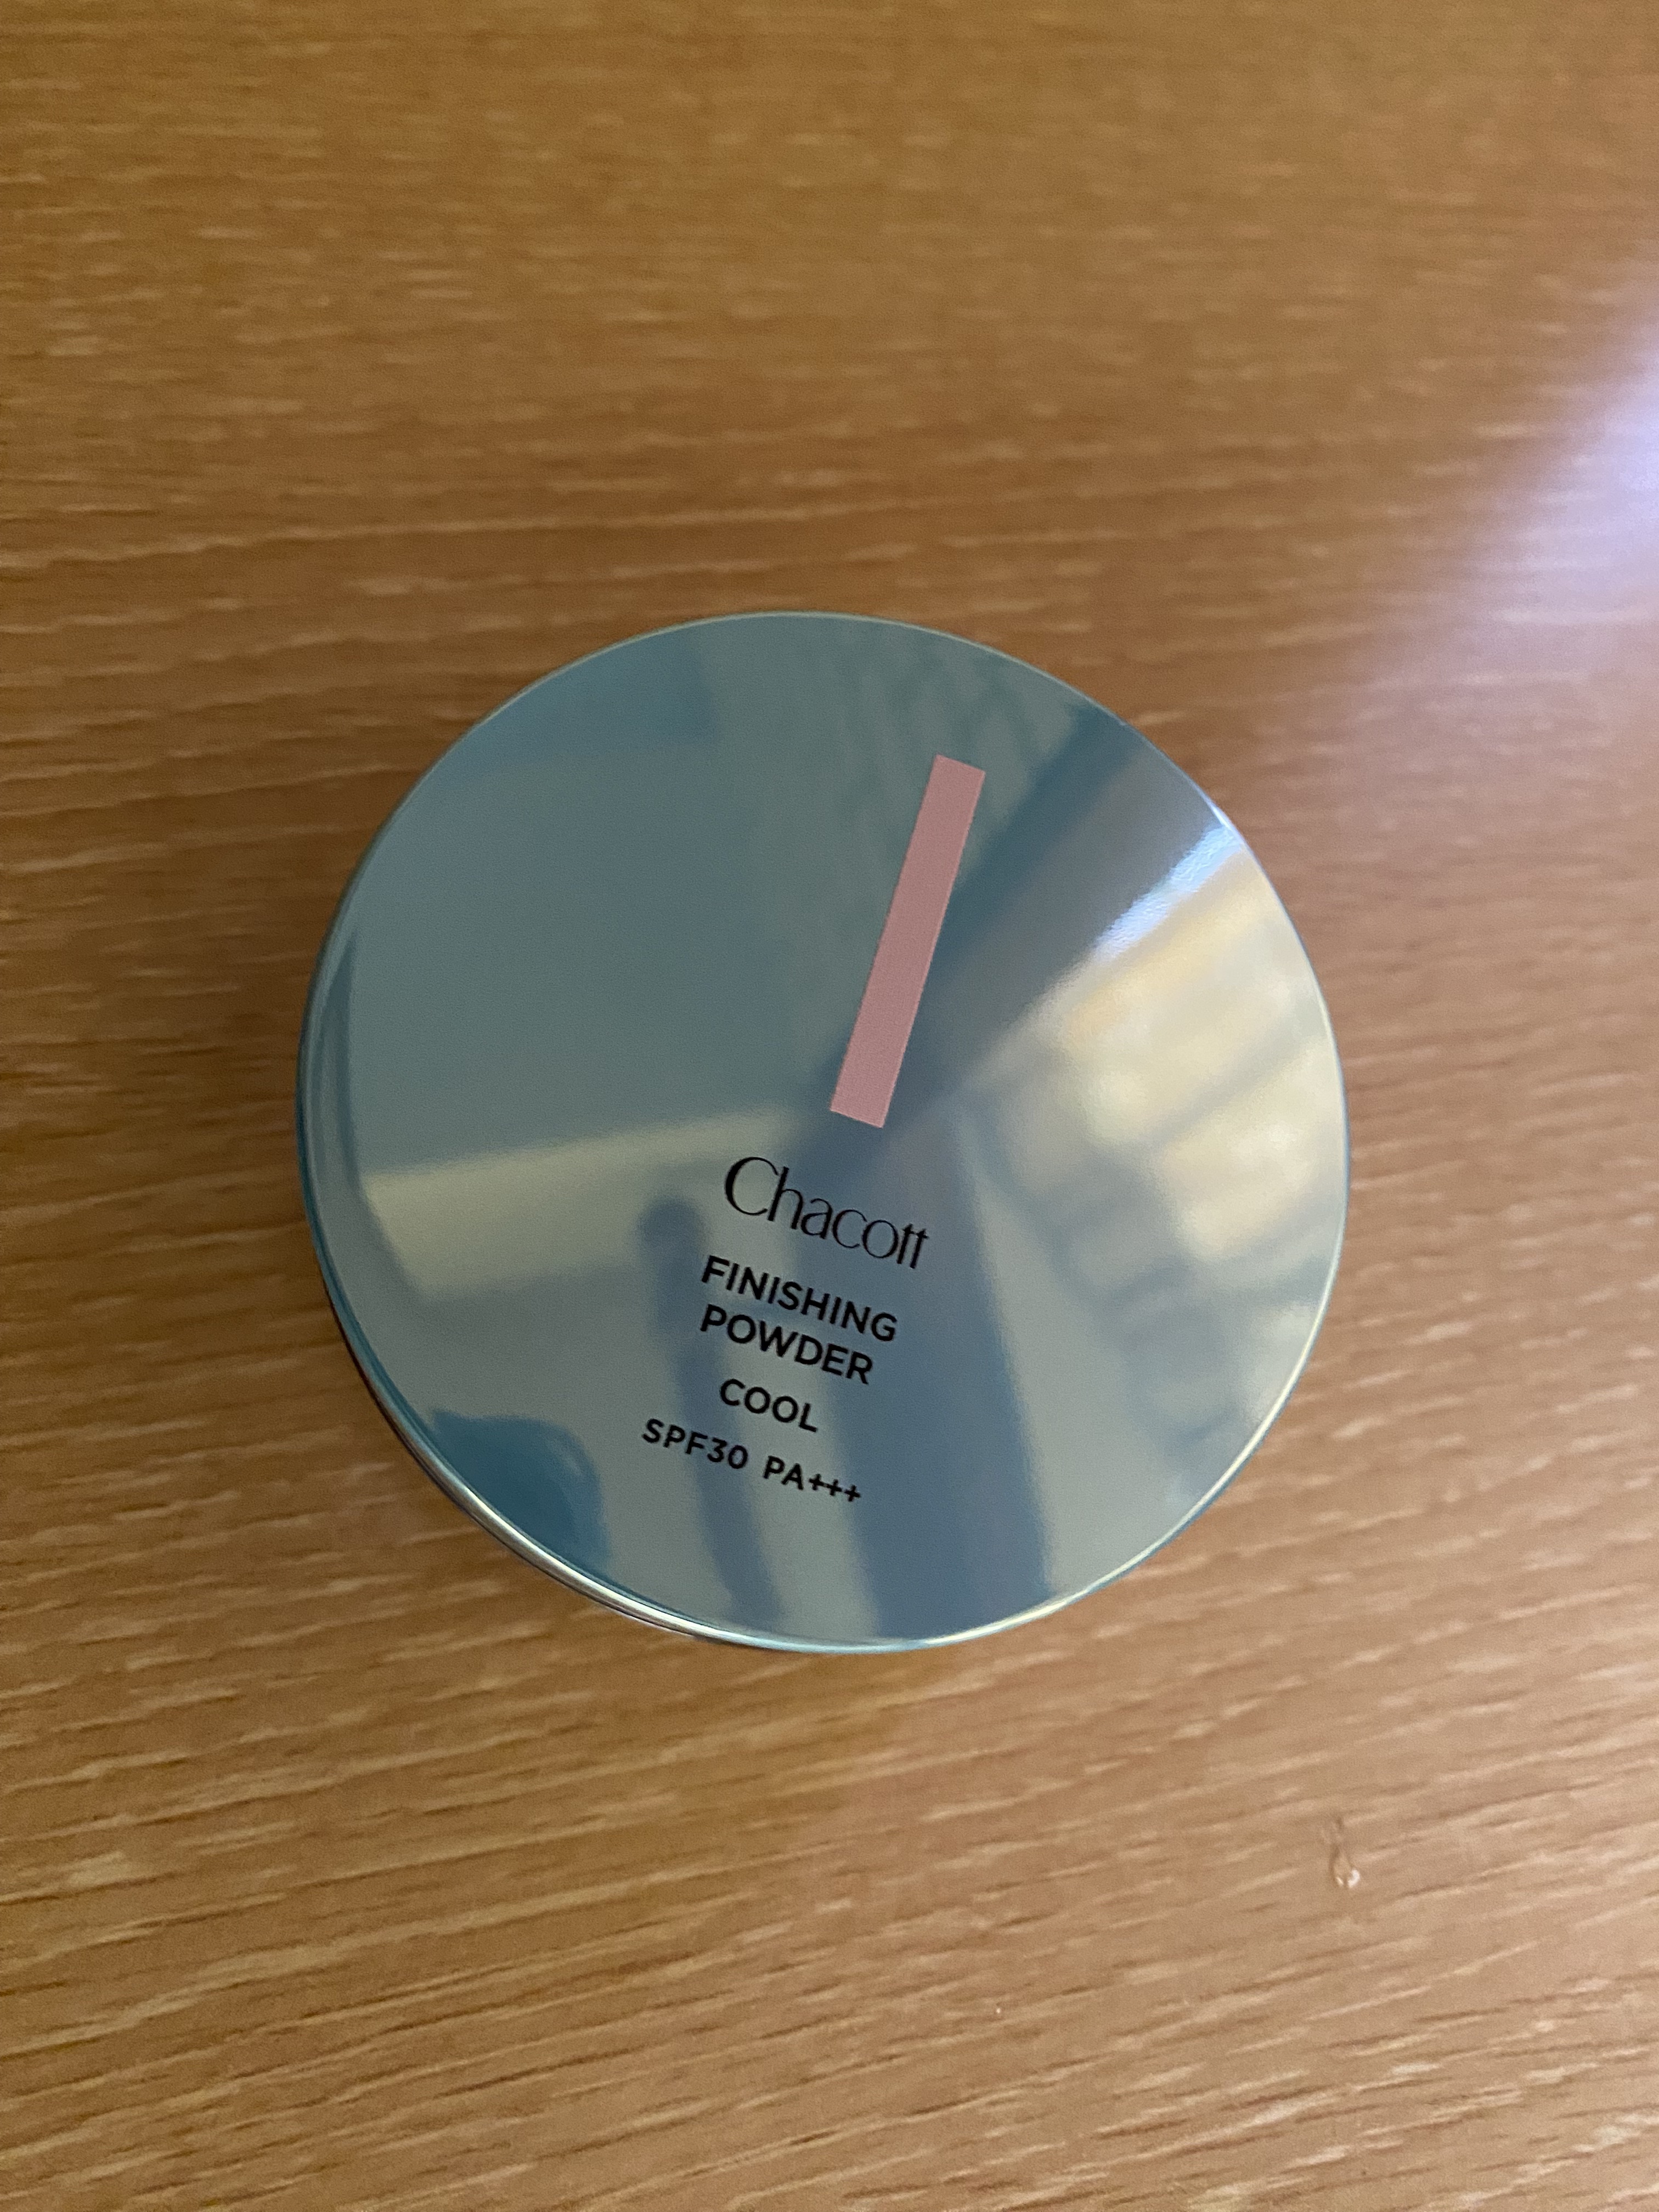 Chacott
FINISHING
POWDER
COOL
SPF30 PA+++